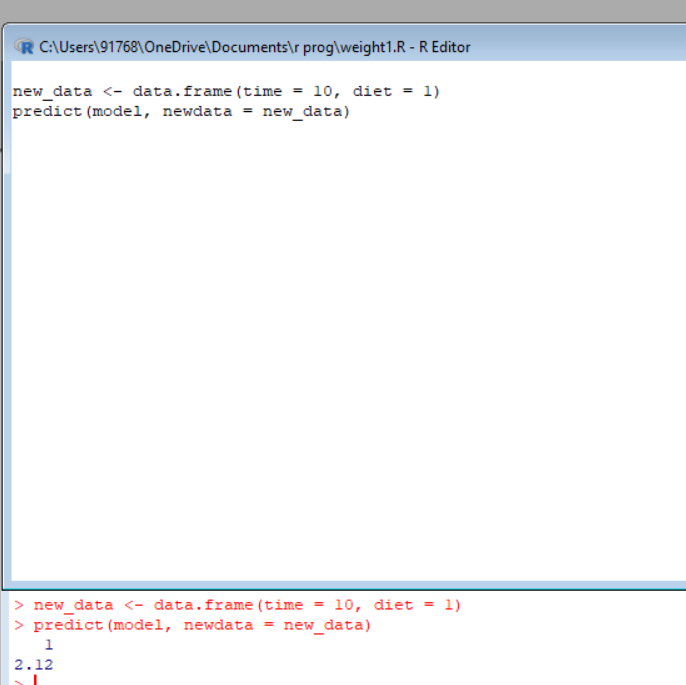 C:\Users\91768\OneDrive\Documents\r prog\weight1.R - R Editor
new_data <- data.frame(time = 10, diet = 1)
predict(model, newdata = new_data)
> new_data <- data.frame(time = 10, diet = 1)
> predict(model, newdata = new_data)
1
2.12
>